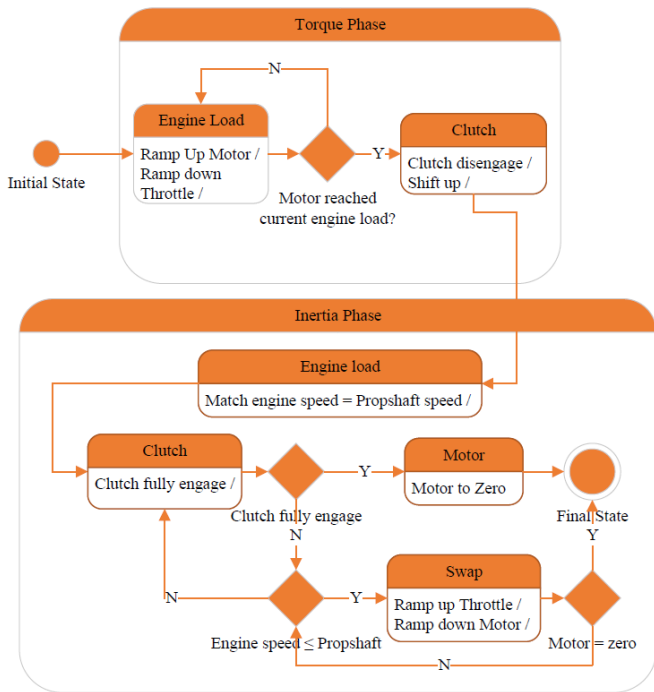 Torque Phase
N
Engine Load
Ramp Up Motor /
Ramp down
Throttle /
Initial State
Y
Motor reached
current engine load?
Clutch
Clutch disengage /
Shift up /
Inertia Phase
Engine load
Match engine speed = Propshaft speed /
Clutch
Clutch fully engage /
Clutch fully engage
Y
Motor
Motor to Zero
Final State
N
Y
N
Engine speed ≤ Propshaft
Y
Swap
Ramp up Throttle /
Ramp down Motor /
Motor = zero
N